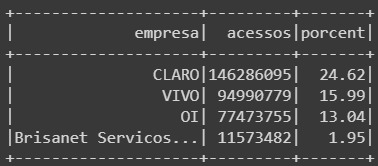 +--------------------+---------+-------+
|             empresa|  acessos|porcent|
+--------------------+---------+-------+
|               CLARO|146286095|  24.62|
|                VIVO| 94990779|  15.99|
|                  OI| 77473755|  13.04|
|Brisanet Servicos...| 11573482|   1.95|
+--------------------+---------+-------+